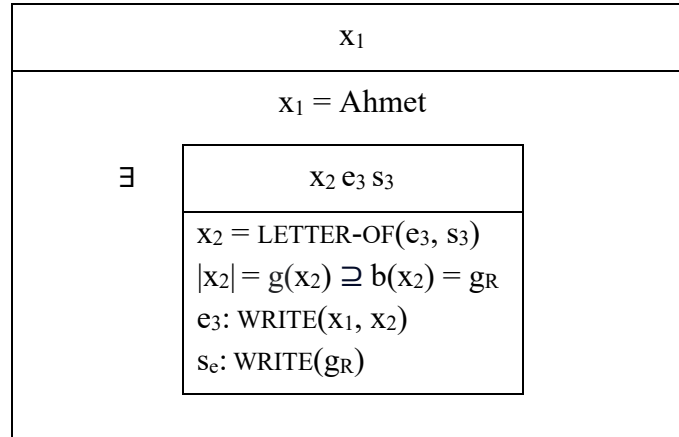 x₁
x₁ = Ahmet
∃ x₂ e₃ s₃
x₂ = LETTER-OF(e₃, s₃)
|x₂| = g(x₂) ⊇ b(x₂) = gR
e₃: WRITE(x₁, x₂)
sₑ: WRITE(gR)